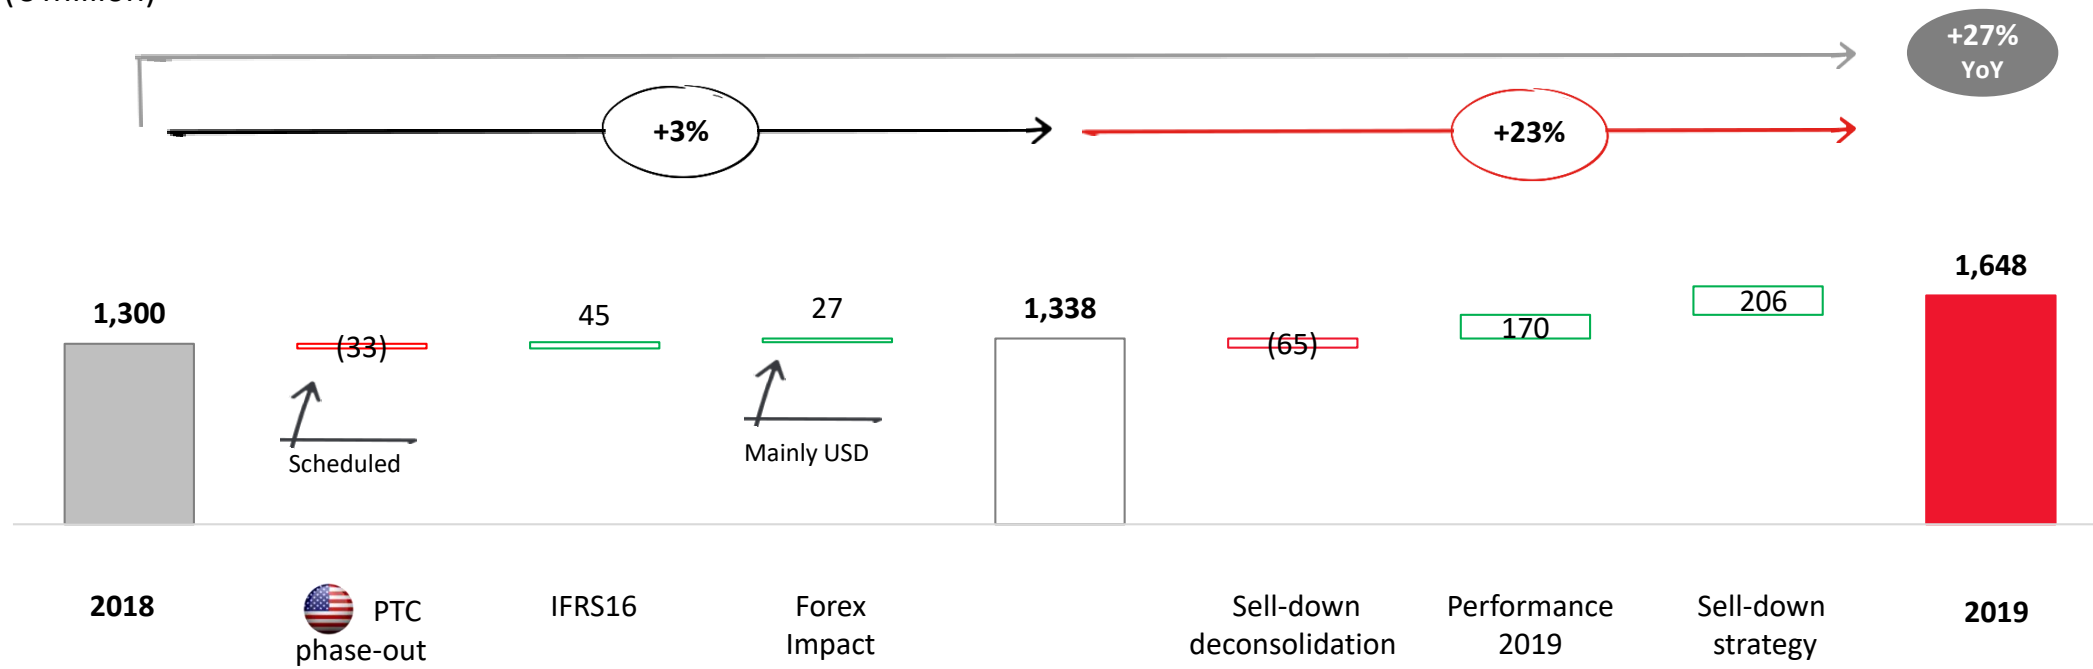 +27%
YoY
+3%
+23%
1,300
(33)
45
27
1,338
(65)
170
206
1,648
Scheduled
Mainly USD
2018
PTC
phase-out
IFRS16
Forex
Impact
Sell-down
deconsolidation
Performance
2019
Sell-down
strategy
2019